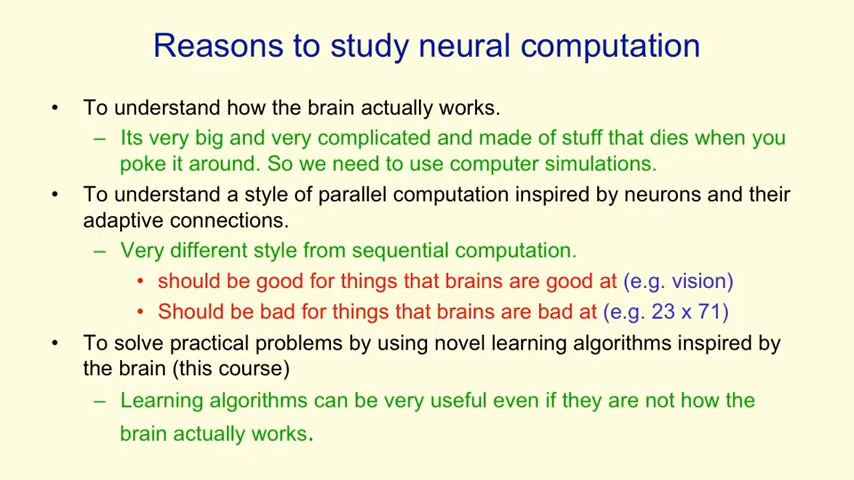 Reasons to study neural computation
• To understand how the brain actually works.
– Its very big and very complicated and made of stuff that dies when you
poke it around. So we need to use computer simulations.
• To understand a style of parallel computation inspired by neurons and their
adaptive connections.
– Very different style from sequential computation.
• should be good for things that brains are good at (e.g. vision)
• Should be bad for things that brains are bad at (e.g. 23 x 71)
• To solve practical problems by using novel learning algorithms inspired by
the brain (this course)
– Learning algorithms can be very useful even if they are not how the
brain actually works.